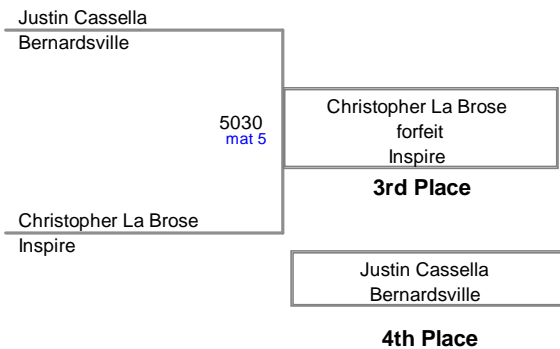 Justin Cassella
Bernardsville
5030
mat 5
Christopher La Brose
forfeit
Inspire
3rd Place
Christopher La Brose
Inspire
Justin Cassella
Bernardsville
4th Place